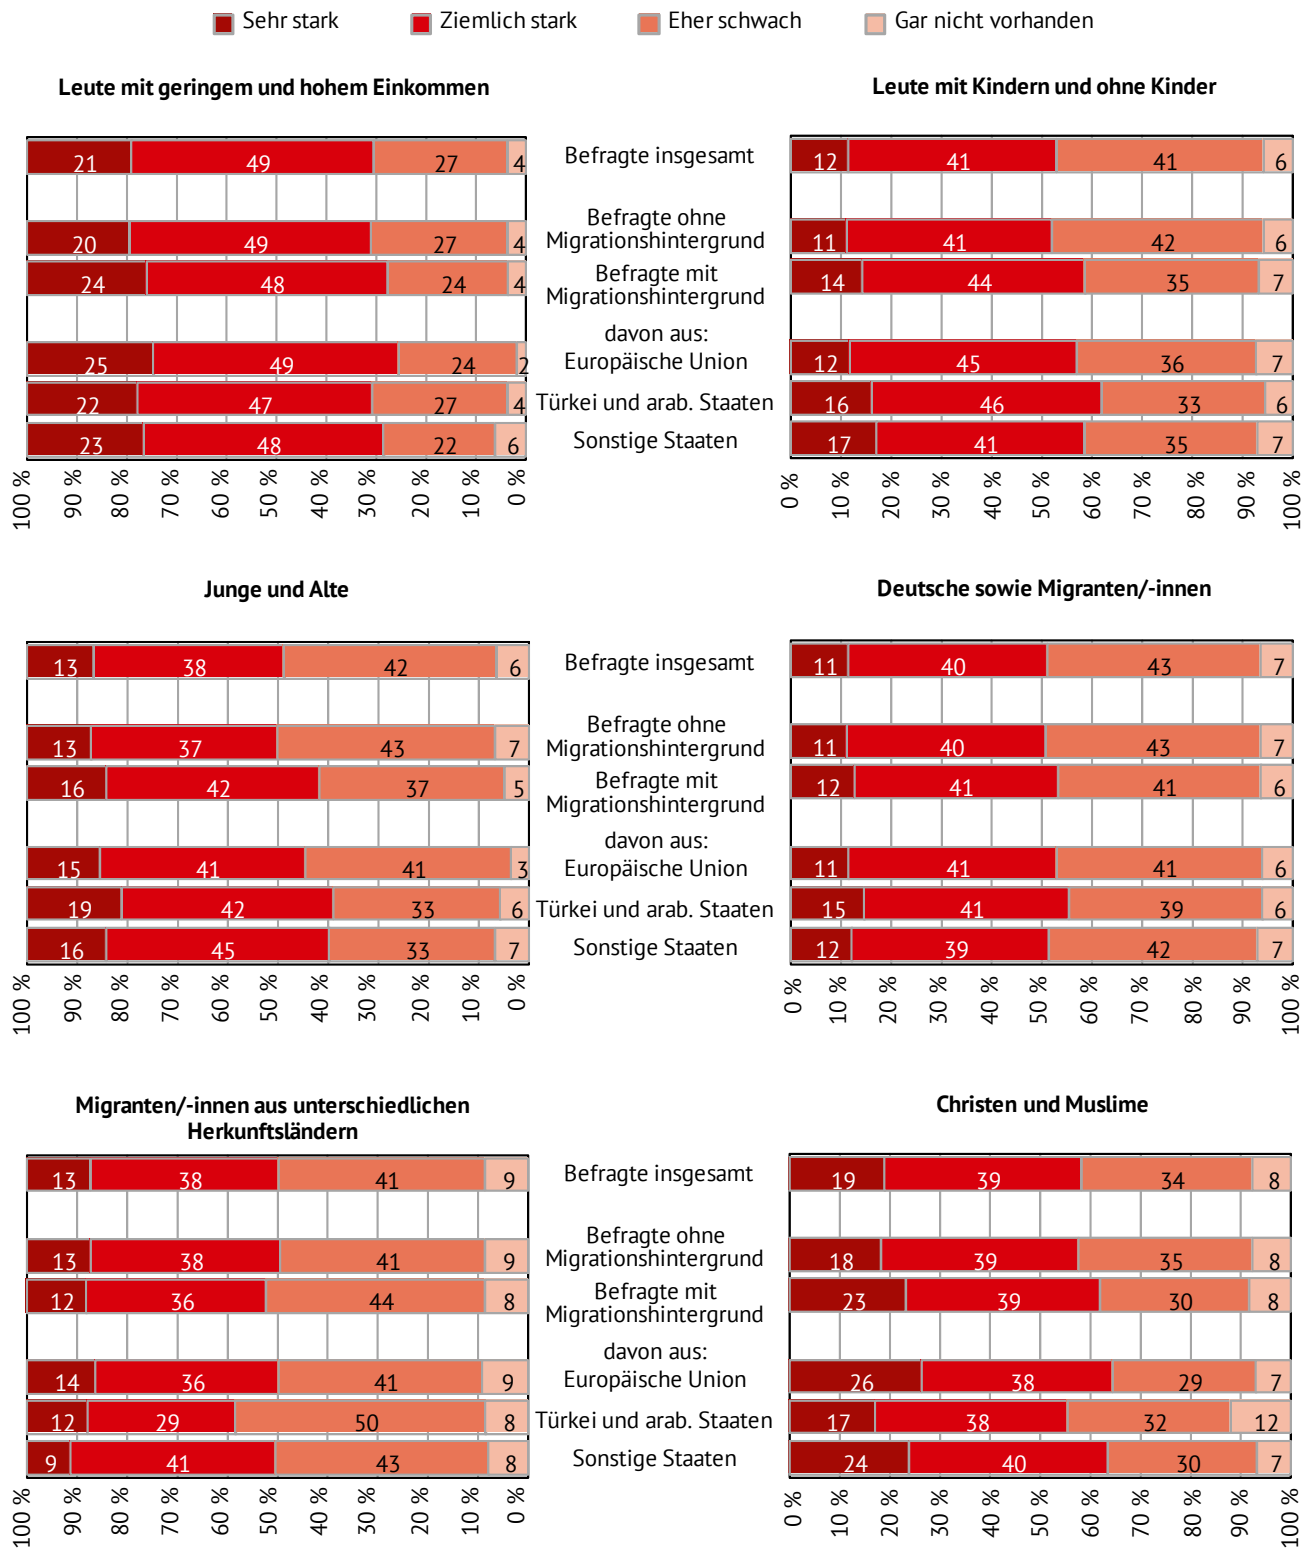 Sehr stark Ziemlich stark Eher schwach Gar nicht vorhanden
Leute mit geringem und hohem Einkommen
Leute mit Kindern und ohne Kinder
21 49 27 4 Befragte insgesamt 12 41 41 6
Befragte ohne
Migrationshintergrund
20 49 27 4 11 41 42 6
Befragte mit
Migrationshintergrund
24 48 24 4 14 44 35 7
davon aus:
25 49 24 2 Europäische Union 12 45 36 7
22 47 27 4 Türkei und arab. Staaten 16 46 33 6
23 48 22 6 Sonstige Staaten 17 41 35 7
100 % 90 % 80 % 70 % 60 % 50 % 40 % 30 % 20 % 10 % 0 %
0 % 10 % 20 % 30 % 40 % 50 % 60 % 70 % 80 % 90 % 100 %
Junge und Alte
Deutsche sowie Migranten/-innen
13 38 42 6 Befragte insgesamt 11 40 43 7
Befragte ohne
Migrationshintergrund
13 37 43 7 11 40 43 7
Befragte mit
Migrationshintergrund
16 42 37 5 12 41 41 6
davon aus:
15 41 41 3 Europäische Union 11 41 41 6
19 42 33 6 Türkei und arab. Staaten 15 41 39 6
16 45 33 7 Sonstige Staaten 12 39 42 7
100 % 90 % 80 % 70 % 60 % 50 % 40 % 30 % 20 % 10 % 0 %
0 % 10 % 20 % 30 % 40 % 50 % 60 % 70 % 80 % 90 % 100 %
Migranten/-innen aus unterschiedlichen
Herkunftsländern
Christen und Muslime
13 38 41 9 Befragte insgesamt 19 39 34 8
Befragte ohne
Migrationshintergrund
13 38 41 9 18 39 35 8
Befragte mit
Migrationshintergrund
12 36 44 8 23 39 30 8
davon aus:
14 36 41 9 Europäische Union 26 38 29 7
12 29 50 8 Türkei und arab. Staaten 17 38 32 12
9 41 43 8 Sonstige Staaten 24 40 30 7
100 % 90 % 80 % 70 % 60 % 50 % 40 % 30 % 20 % 10 % 0 %
0 % 10 % 20 % 30 % 40 % 50 % 60 % 70 % 80 % 90 % 100 %